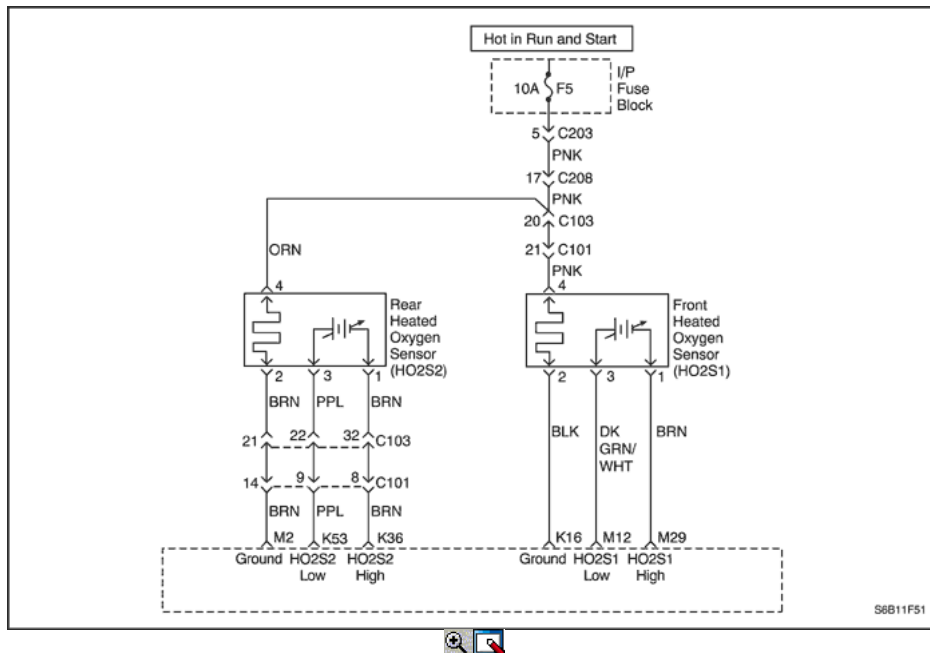 Hot in Run and Start
I/P
Fuse
Block
10A F5
5 C203
PNK
17 C208
PNK
20 C103
21 C101
PNK
ORN
4
4
Rear
Heated
Oxygen
Sensor
(HO2S2)
Front
Heated
Oxygen
Sensor
(HO2S1)
2 3 1
2 3 1
BRN PPL BRN
BLK DK
GRN/
WHT
BRN
21 22 32 C103
14 9 8 C101
BRN PPL BRN
M2 K53 K36
K16 M12 M29
Ground HO2S2
Low
HO2S2
High
Ground HO2S1
Low
HO2S1
High
S6B11F51